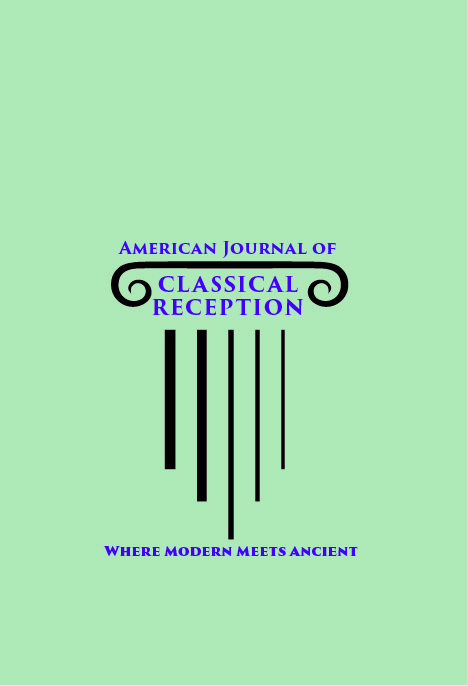 American Journal of
CLASSICAL
RECEPTION
Where Modern Meets Ancient